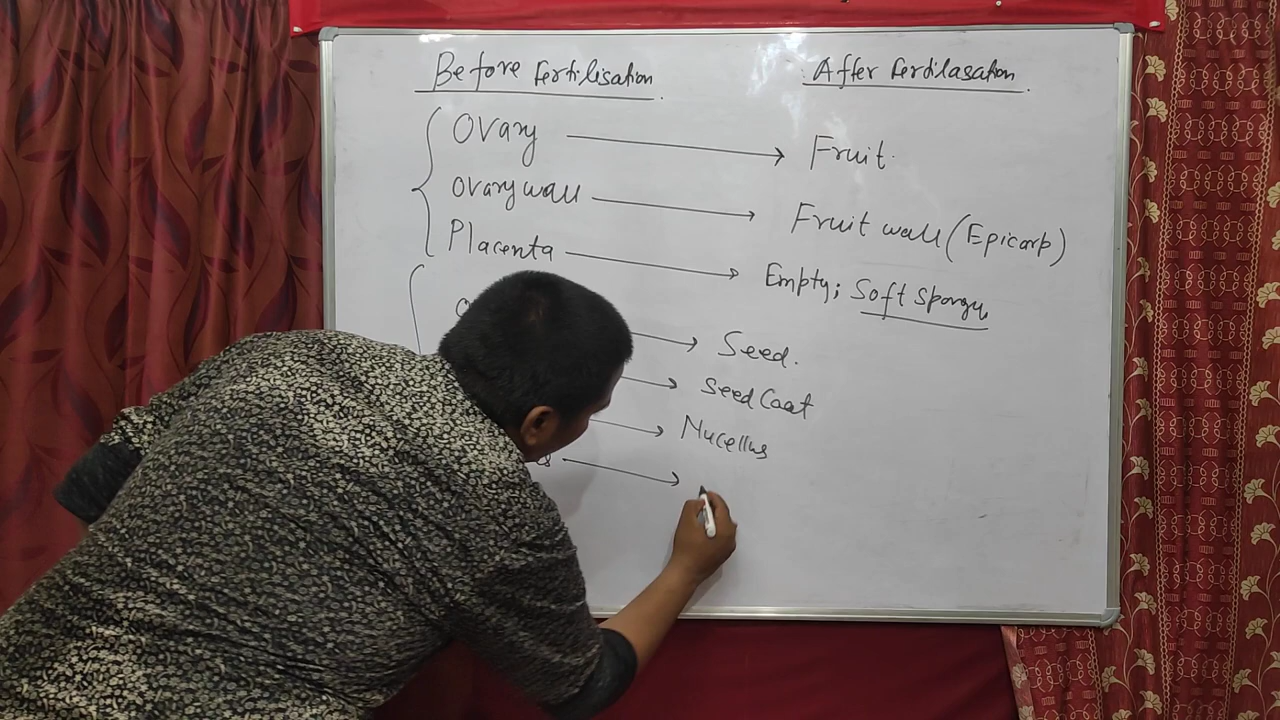 Before Fertilisation
After Fertilasation
Ovary → Fruit.
Ovary wall → Fruit wall (Epicarp)
Placenta → Empty; Soft Spongy
→ Seed.
→ Seed Coat
→ Nucellus